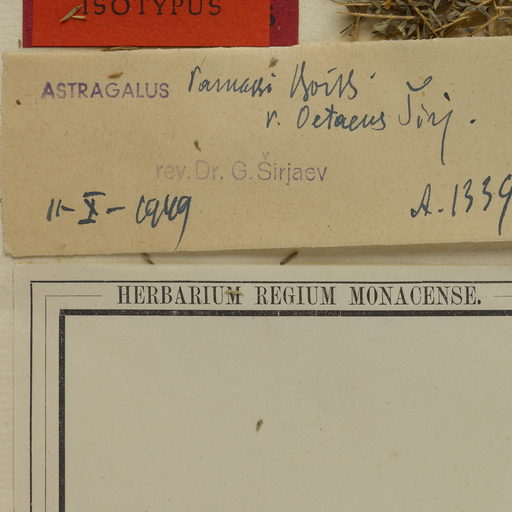 ISOTYPUS
ASTRAGALUS Parnassi Boiss
v. Oetaeus Širj.
rev. Dr. G. Širjaev
11-X-1949 A.1339
HERBARIUM REGIUM MONACENSE.